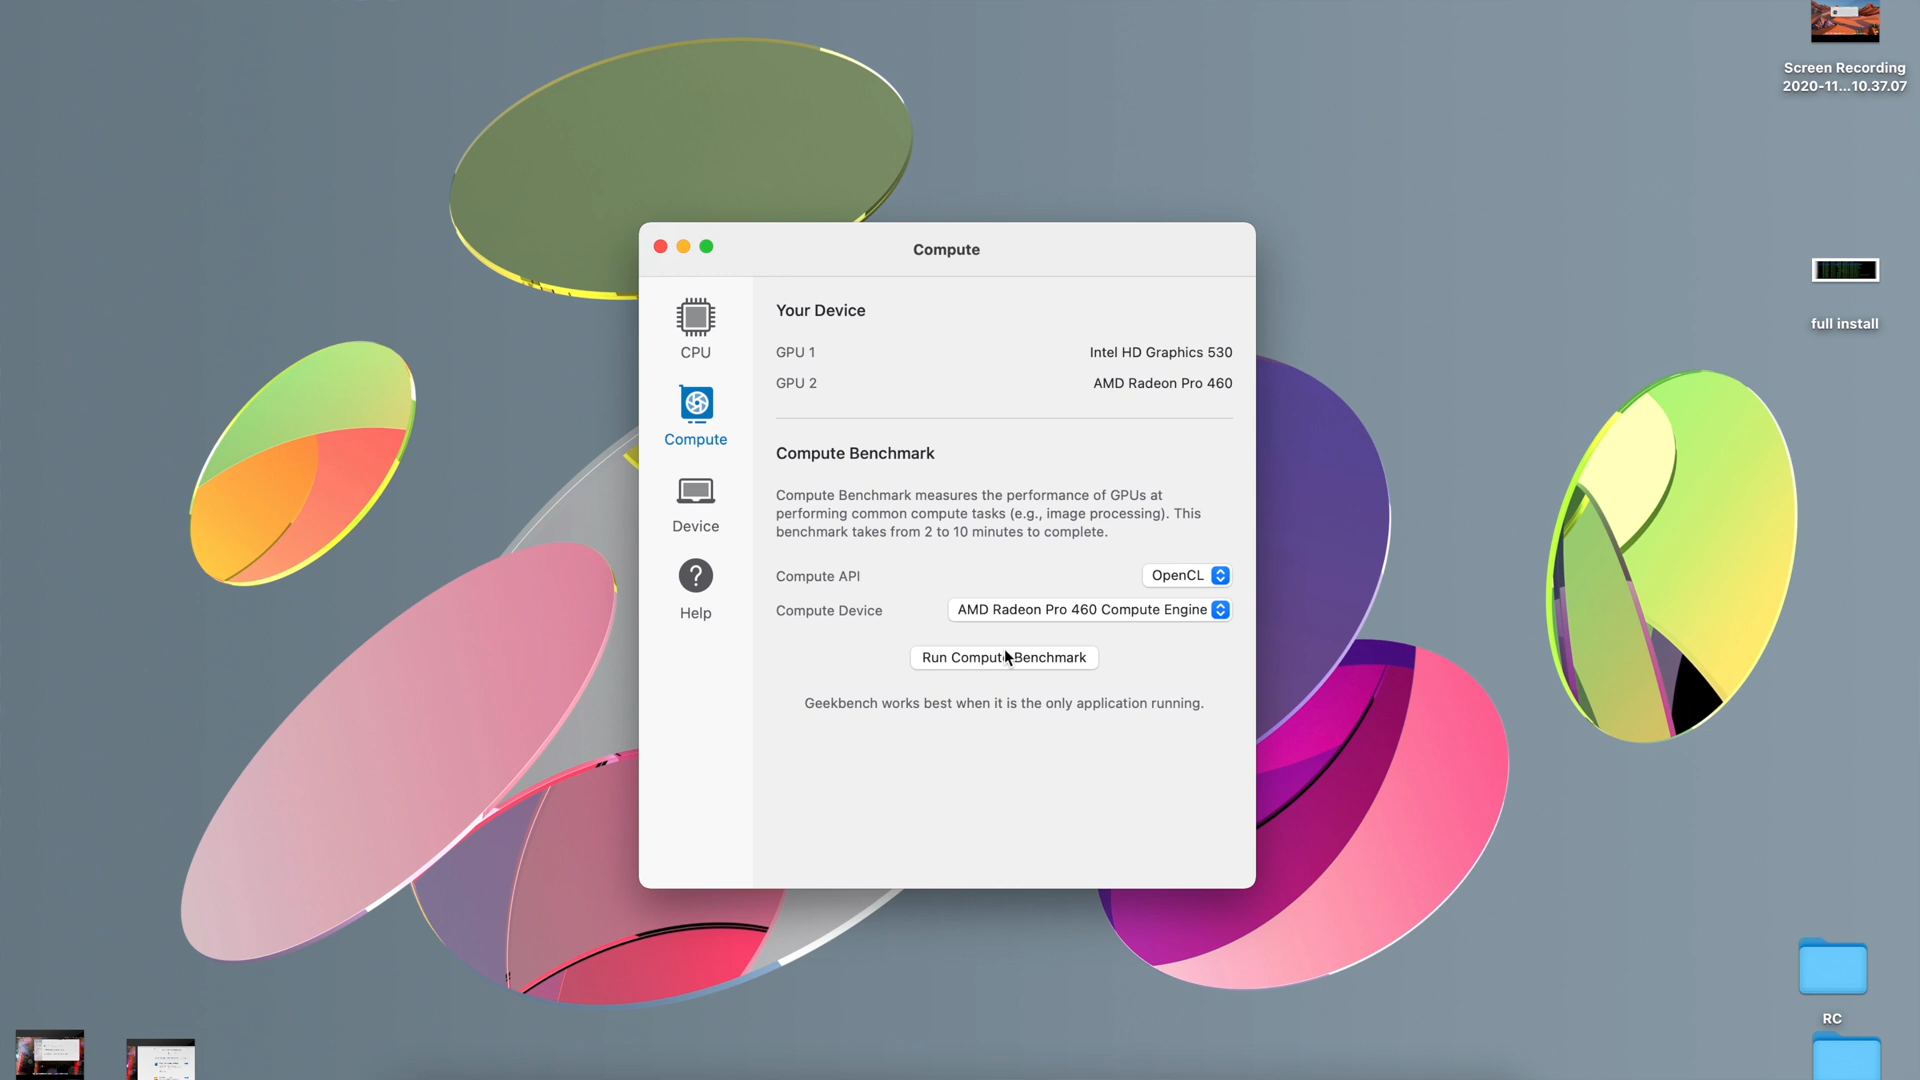 Screen Recording
2020-11...10.37.07
Compute
CPU
Compute
Device
?
Help
Your Device
GPU 1 Intel HD Graphics 530
GPU 2 AMD Radeon Pro 460
Compute Benchmark
Compute Benchmark measures the performance of GPUs at
performing common compute tasks (e.g., image processing). This
benchmark takes from 2 to 10 minutes to complete.
Compute API OpenCL
Compute Device AMD Radeon Pro 460 Compute Engine
Run Compute Benchmark
Geekbench works best when it is the only application running.
full install
RC